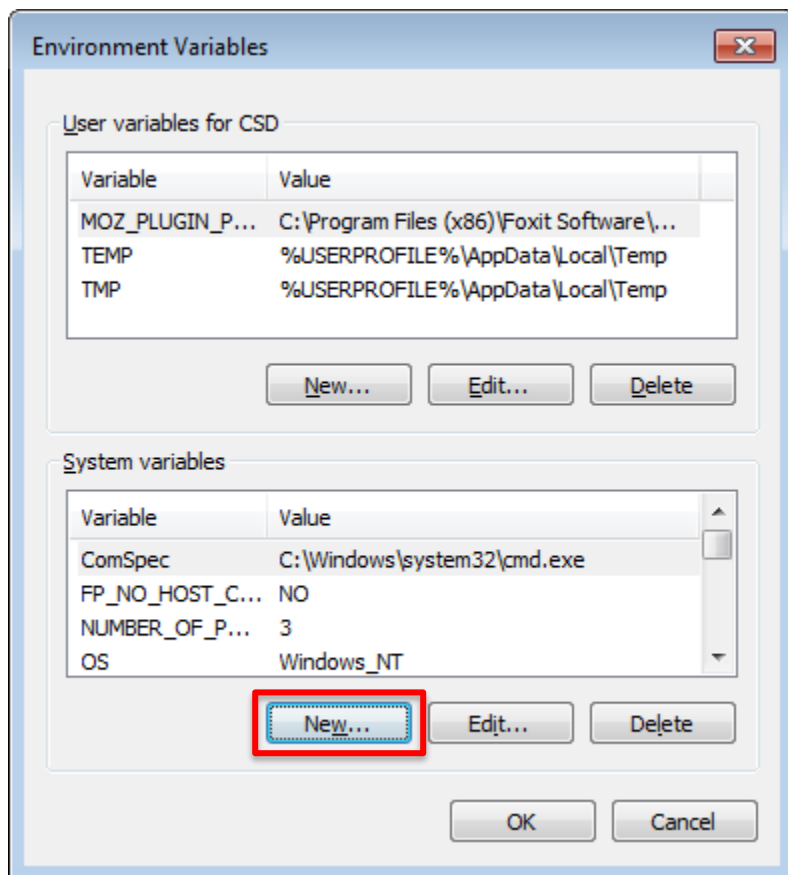 Environment Variables
User variables for CSD
Variable Value
MOZ_PLUGIN_P... C:\Program Files (x86)\Foxit Software\...
TEMP %USERPROFILE%\AppData\Local\Temp
TMP %USERPROFILE%\AppData\Local\Temp
New... Edit... Delete
System variables
Variable Value
ComSpec C:\Windows\system32\cmd.exe
FP_NO_HOST_C... NO
NUMBER_OF_P... 3
OS Windows_NT
New... Edit... Delete
OK Cancel